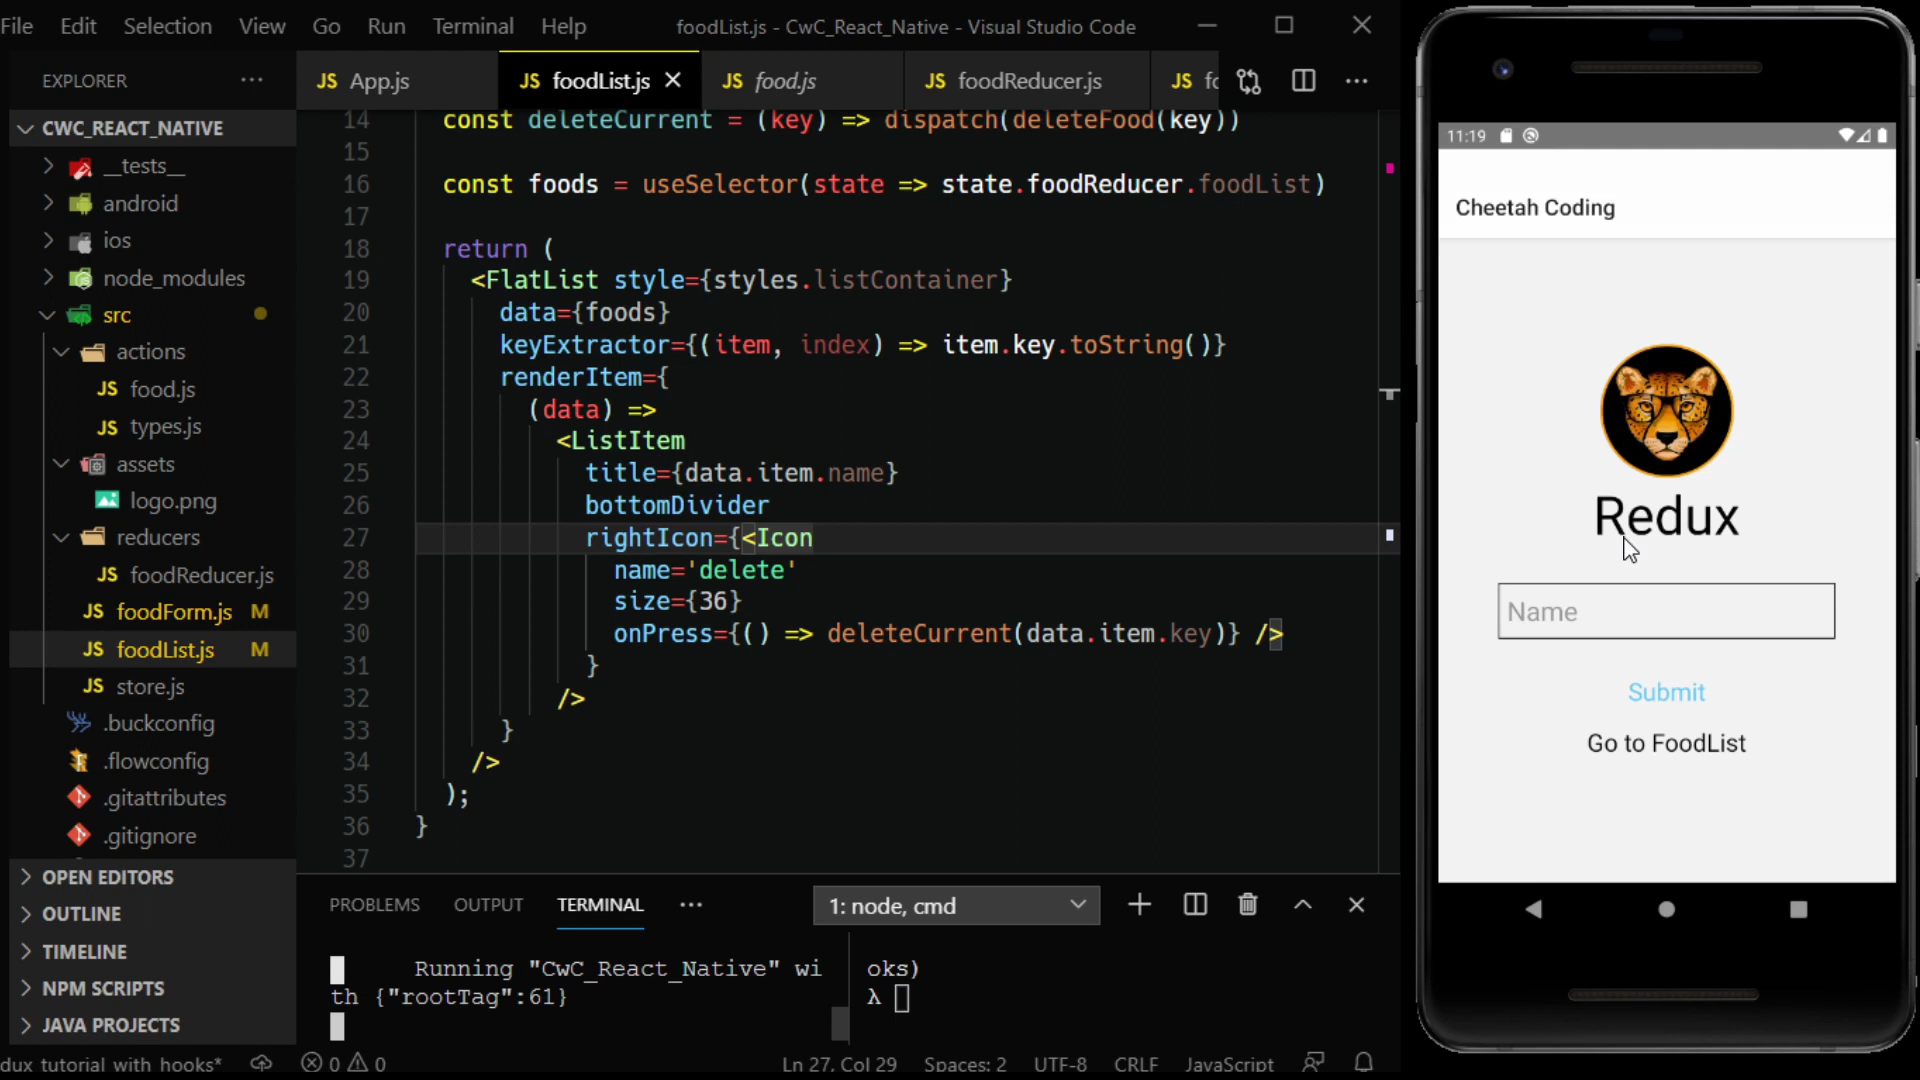 File Edit Selection View Go Run Terminal Help foodList.js - CwC_React_Native - Visual Studio Code
EXPLORER
JS App.js JS foodList.js JS food.js JS foodReducer.js JS
CWC_REACT_NATIVE
__tests__
android
ios
node_modules
src
actions
JS food.js
JS types.js
assets
logo.png
reducers
JS foodReducer.js
JS foodForm.js M
JS foodList.js M
JS store.js
.buckconfig
.flowconfig
.gitattributes
.gitignore
OPEN EDITORS
OUTLINE
TIMELINE
NPM SCRIPTS
JAVA PROJECTS
14 const deleteCurrent = (key) => dispatch(deleteFood(key))
15
16 const foods = useSelector(state => state.foodReducer.foodList)
17
18 return (
19 <FlatList style={styles.listContainer}
20 data={foods}
21 keyExtractor={(item, index) => item.key.toString()}
22 renderItem={
23 (data) =>
24 <ListItem
25 title={data.item.name}
26 bottomDivider
27 rightIcon={<Icon
28 name='delete'
29 size={36}
30 onPress={() => deleteCurrent(data.item.key)} />
31 }
32 />
33 }
34 />
35 );
36 }
37
PROBLEMS OUTPUT TERMINAL 1: node, cmd
Running "CwC_React_Native" wi
th {"rootTag":61}
oks)
λ
dux tutorial with hooks* 0 0 Ln 27, Col 29 Spaces: 2 UTF-8 CRLF JavaScript
11:19
Cheetah Coding
Redux
Name
Submit
Go to FoodList